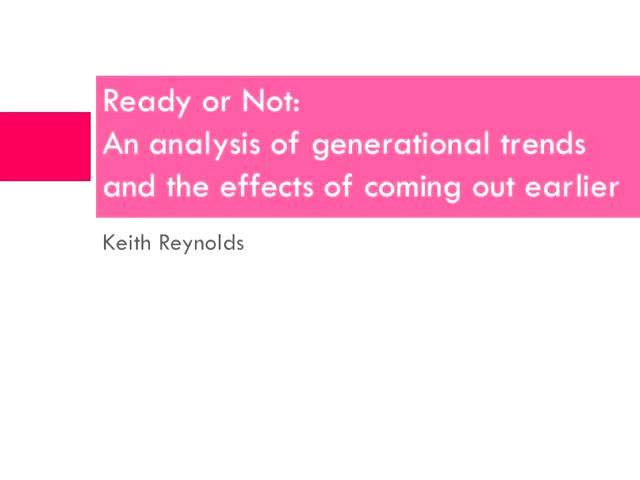 Ready or Not:
An analysis of generational trends
and the effects of coming out earlier
Keith Reynolds